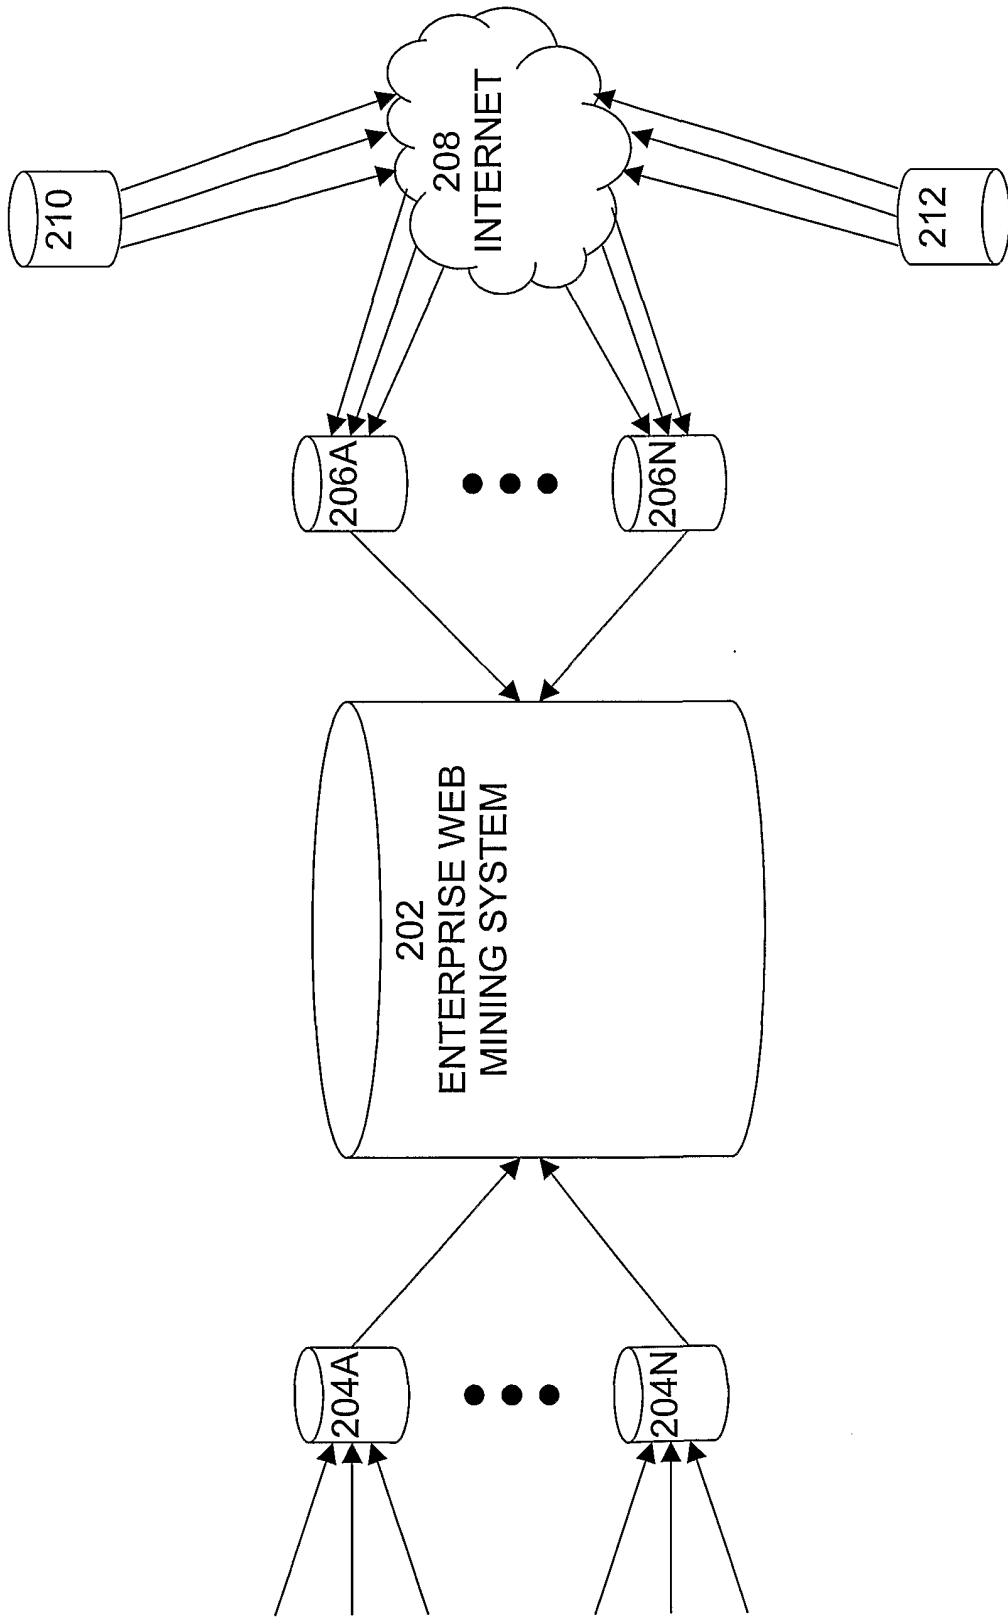 210
208
INTERNET
212
206A
206N
202
ENTERPRISE WEB
MINING SYSTEM
204A
204N